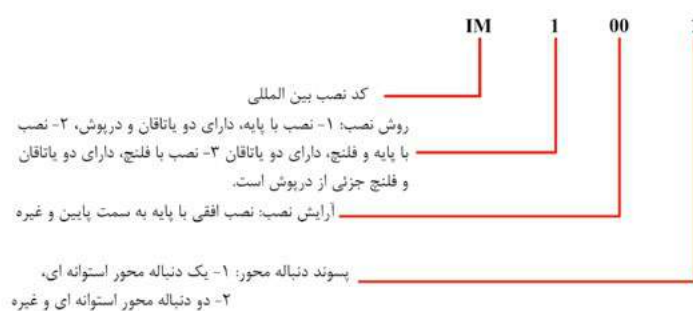 IM 1 00
کد نصب بین المللی
روش نصب: ۱- نصب با پایه، دارای دو یاتاقان و درپوش، ۲- نصب
با پایه و فلنچ، دارای دو یاتاقان ۳- نصب با فلنچ، دارای دو یاتاقان
و فلنچ جزئی از درپوش است.
آرایش نصب: نصب افقی با پایه به سمت پایین و غیره
پسوند دنباله محور: ۱- یک دنباله محور استوانه ای،
۲- دو دنباله محور استوانه ای و غیره